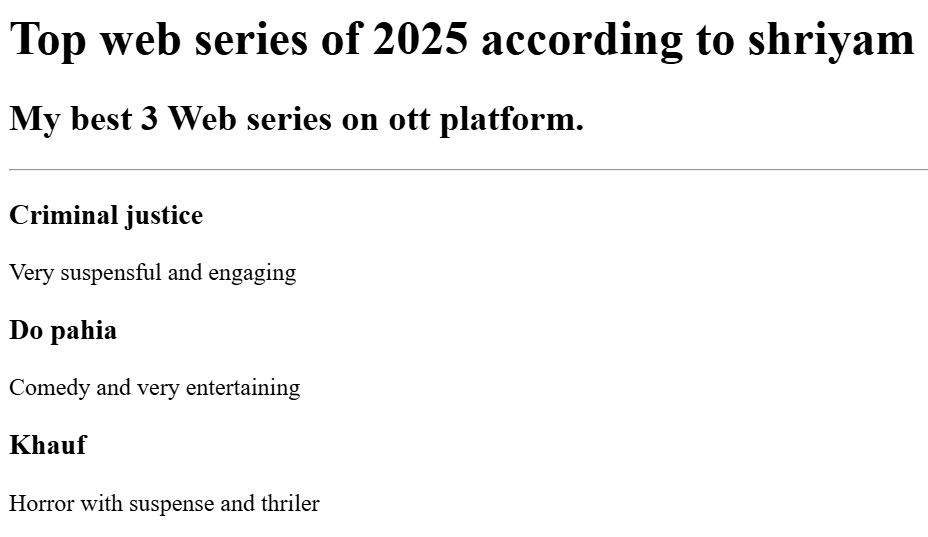 Top web series of 2025 according to shriyam
My best 3 Web series on ott platform.
Criminal justice
Very suspensful and engaging
Do pahia
Comedy and very entertaining
Khauf
Horror with suspense and thriler